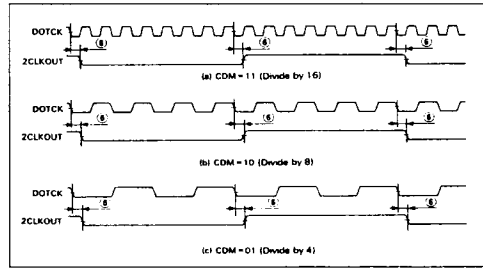 DOTCK
⑥ ⑥ ⑥
2CLKOUT
(a) CDM = 11 (Divide by 16)
DOTCK
⑥ ⑥ ⑥
2CLKOUT
(b) CDM = 10 (Divide by 8)
DOTCK
⑥ ⑥ ⑥
2CLKOUT
(c) CDM = 01 (Divide by 4)